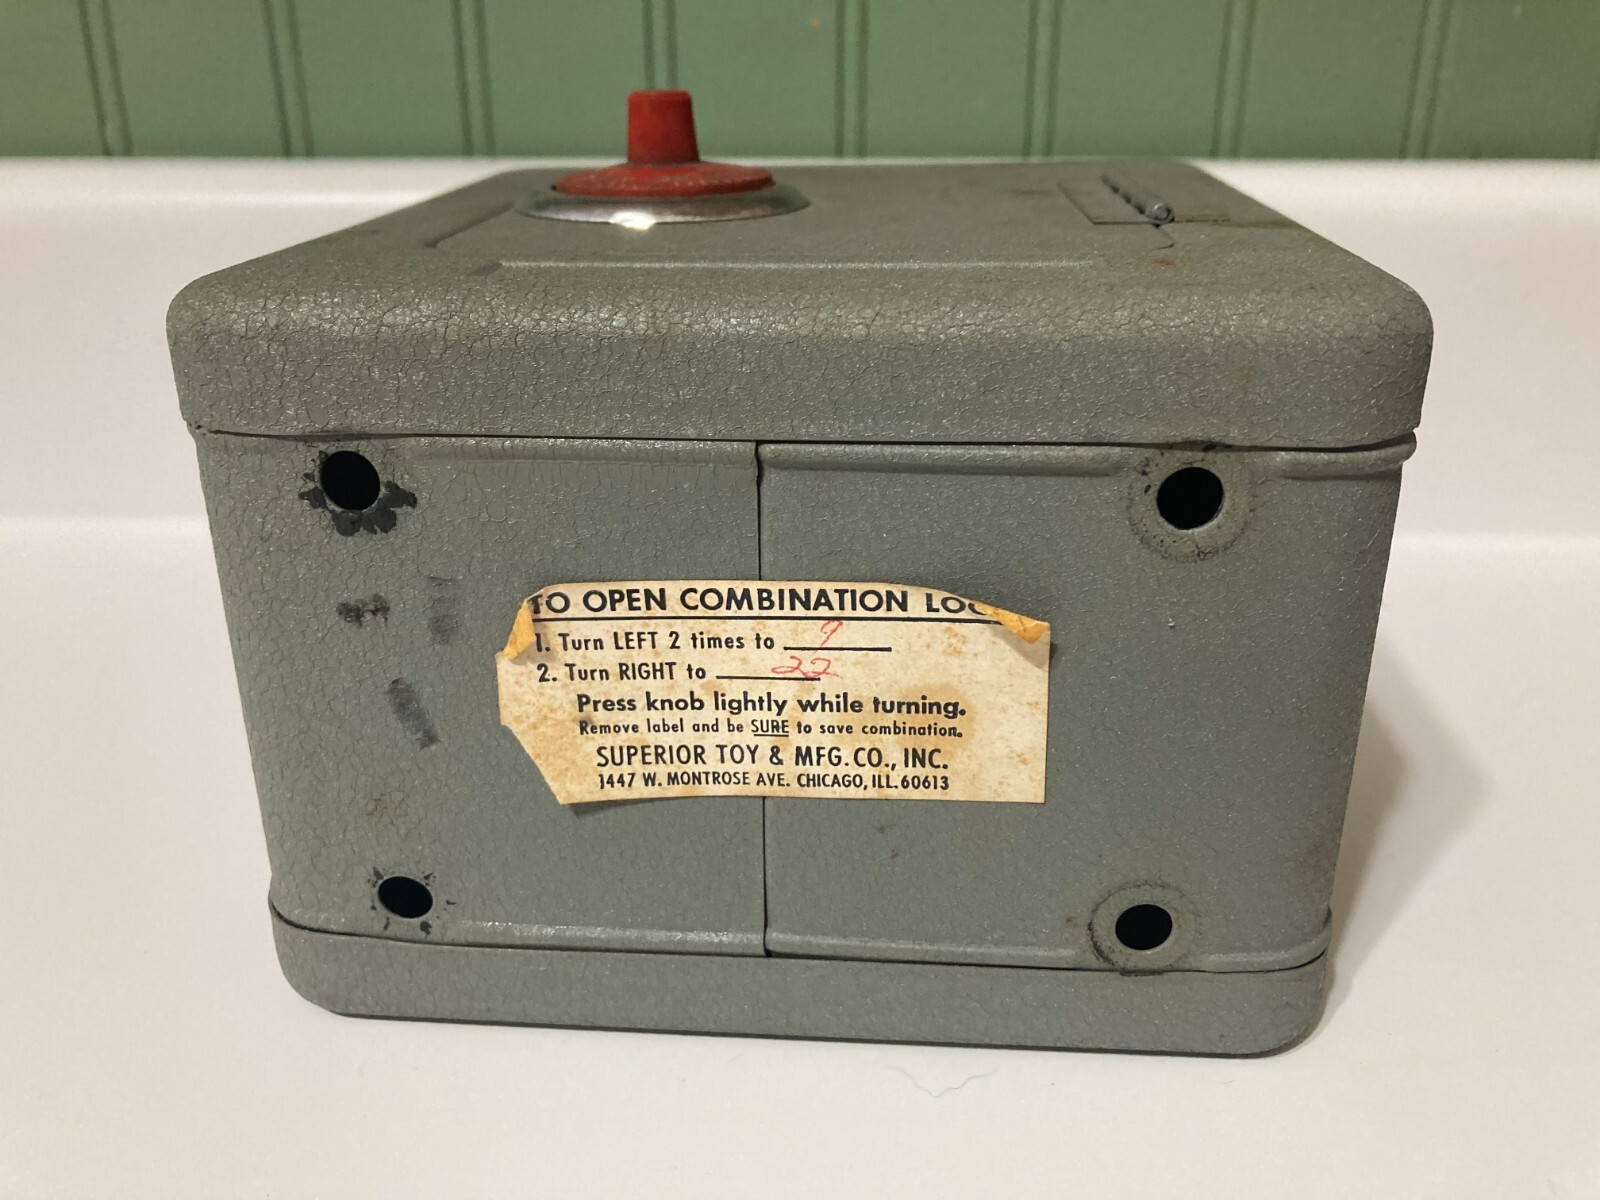 TO OPEN COMBINATION
1. Turn LEFT 2 times to 9
2. Turn RIGHT to 22
Press knob lightly while turning.
Remove label and be SURE to save combination.
SUPERIOR TOY & MFG. CO., INC.
1447 W. MONTROSE AVE. CHICAGO, ILL. 60613